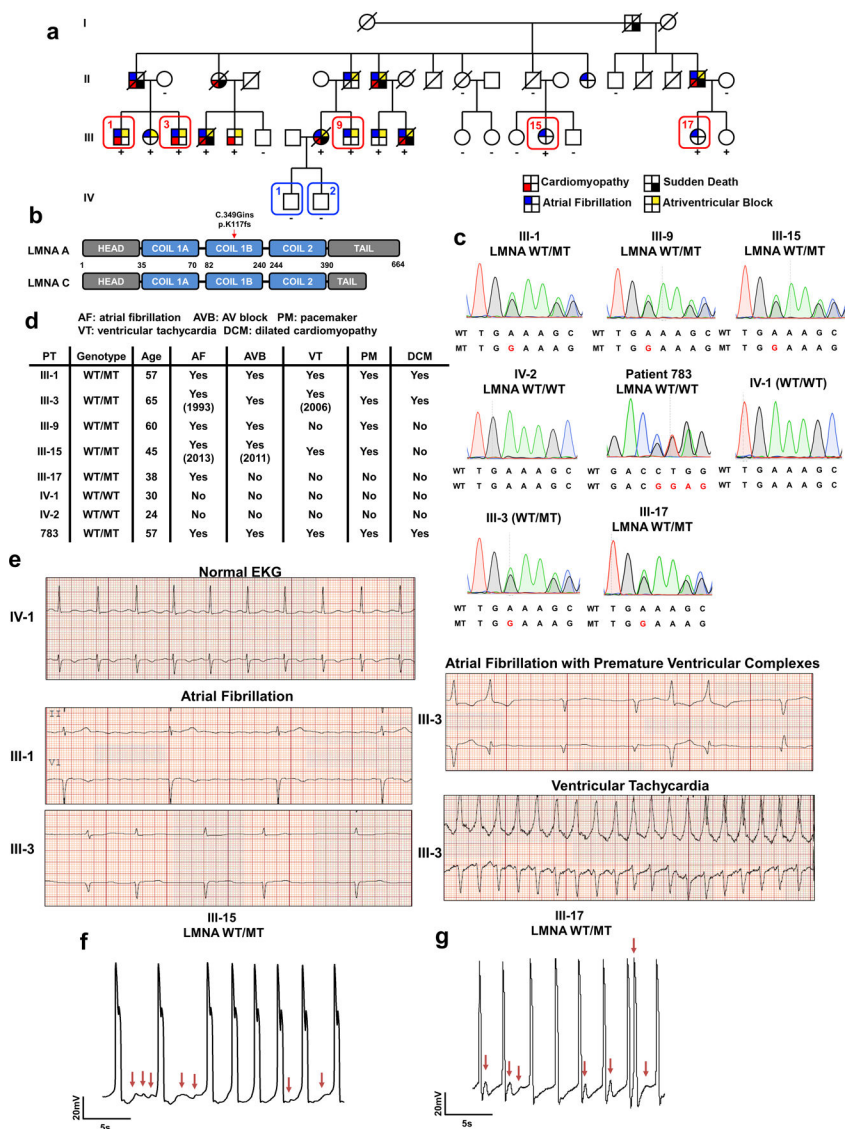 a
I
II
III
IV
1
3
9
15
17
1
2
- - - - -
+ + + + - + - - + - + +
- -
Cardiomyopathy
Sudden Death
Atrial Fibrillation
Atriventricular Block
b
C.349Gins
p.K117fs
LMNA A HEAD COIL 1A COIL 1B COIL 2 TAIL
1 35 70 82 240 244 390 664
LMNA C HEAD COIL 1A COIL 1B COIL 2 TAIL
c
III-1
LMNA WT/MT
WT T G A A A G C
MT T G G A A A G
III-9
LMNA WT/MT
WT T G A A A G C
MT T G G A A A G
III-15
LMNA WT/MT
WT T G A A A G C
MT T G G A A A G
IV-2
LMNA WT/WT
WT T G A A A G C
Patient 783
LMNA WT/MT
WT G A C C T G G
MT G A C G G A G
IV-1 (WT/WT)
WT T G A A A G C
III-3 (WT/MT)
WT T G A A A G C
MT T G G A A A G
III-17
LMNA WT/MT
WT T G A A A G C
MT T G G A A A G
d
AF: atrial fibrillation AVB: AV block PM: pacemaker
VT: ventricular tachycardia DCM: dilated cardiomyopathy
PT Genotype Age AF AVB VT PM DCM
III-1 WT/MT 57 Yes Yes Yes Yes Yes
III-3 WT/MT 65 Yes (1993) Yes Yes (2006) Yes Yes
III-9 WT/MT 60 Yes Yes No Yes No
III-15 WT/MT 45 Yes (2013) Yes (2011) Yes Yes No
III-17 WT/MT 38 Yes No No No No
IV-1 WT/WT 30 No No No No No
IV-2 WT/WT 24 No No No No No
783 WT/MT 57 Yes Yes Yes Yes Yes
e
Normal EKG
IV-1
Atrial Fibrillation
II
III-1
V1
III-3
Atrial Fibrillation with Premature Ventricular Complexes
III-3
Ventricular Tachycardia
III-3
f
III-15
LMNA WT/MT
20mV
5s
g
III-17
LMNA WT/MT
20mV
5s